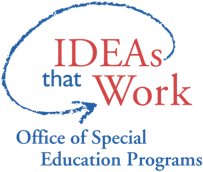 IDEAs
that Work
Office of Special
Education Programs